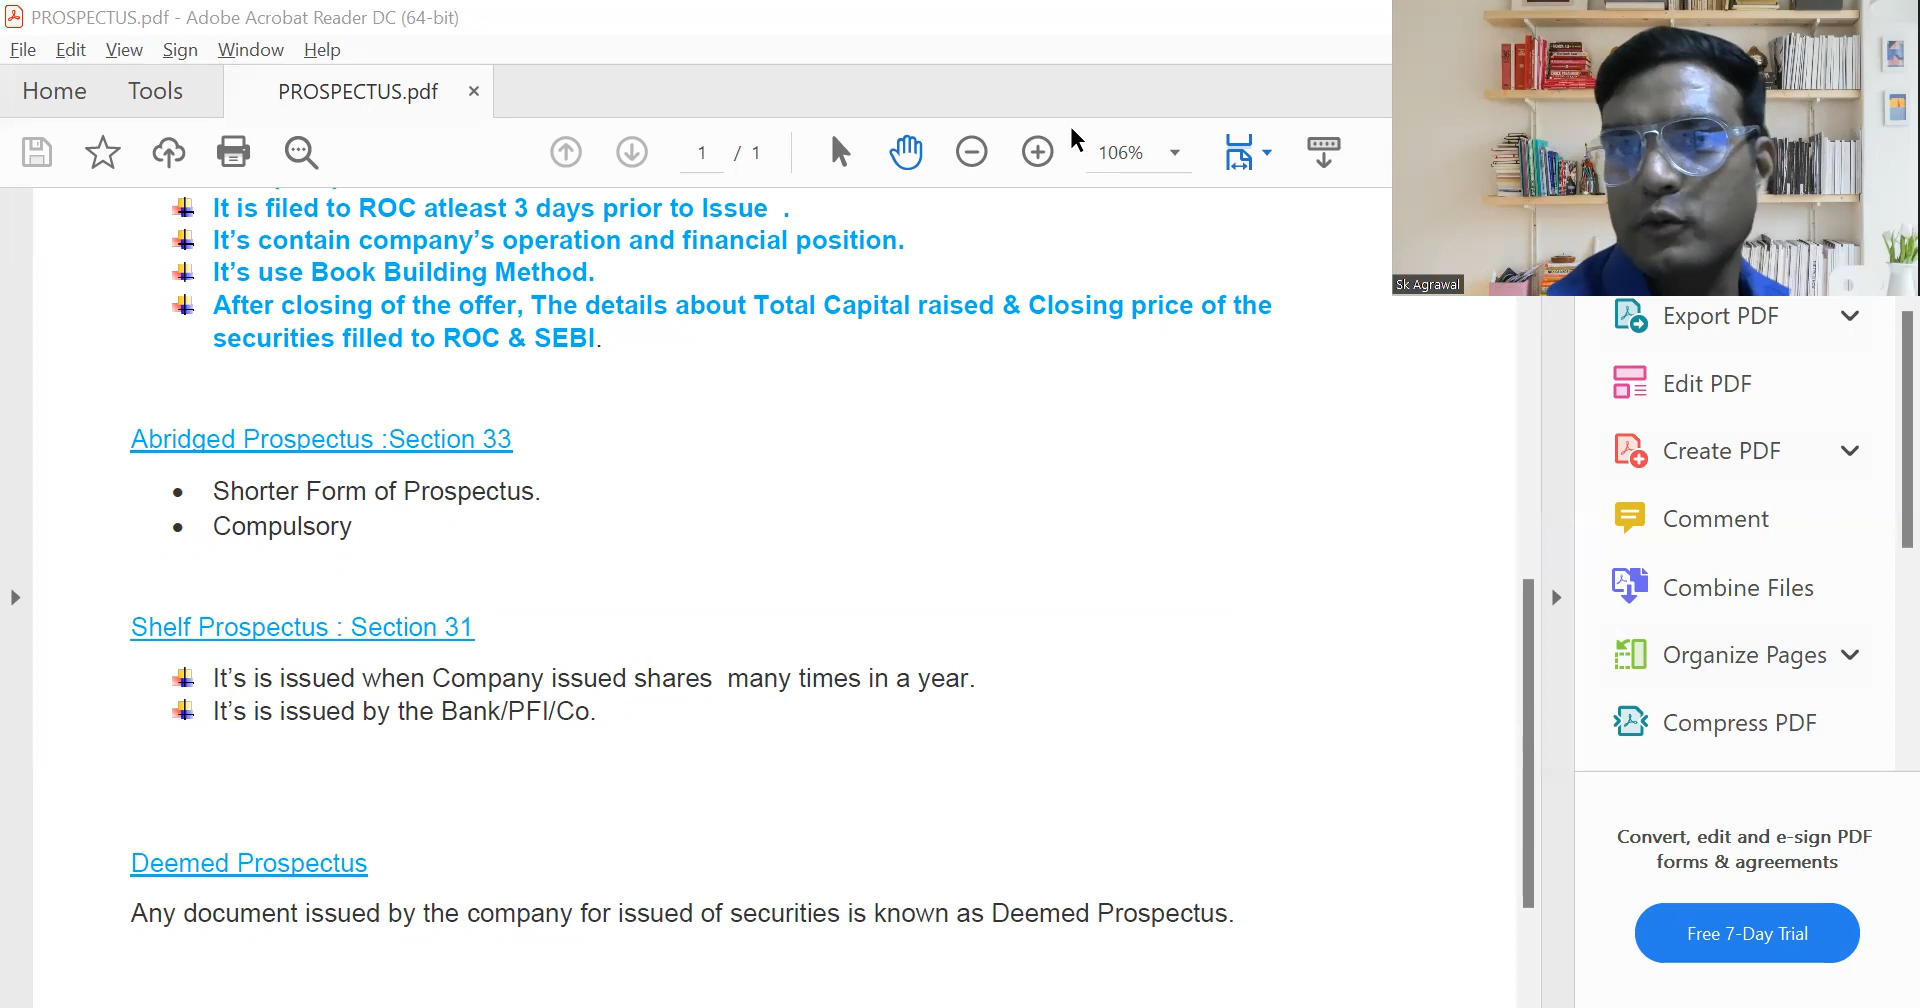 PROSPECTUS.pdf - Adobe Acrobat Reader DC (64-bit)
File Edit View Sign Window Help
Home Tools PROSPECTUS.pdf ×
1 / 1 106%
It is filed to ROC atleast 3 days prior to Issue .
It’s contain company’s operation and financial position.
It’s use Book Building Method.
After closing of the offer, The details about Total Capital raised & Closing price of the
securities filled to ROC & SEBI.
Abridged Prospectus :Section 33
• Shorter Form of Prospectus.
• Compulsory
Shelf Prospectus : Section 31
It’s is issued when Company issued shares many times in a year.
It’s is issued by the Bank/PFI/Co.
Deemed Prospectus
Any document issued by the company for issued of securities is known as Deemed Prospectus.
Sk Agrawal
Export PDF
Edit PDF
Create PDF
Comment
Combine Files
Organize Pages
Compress PDF
Convert, edit and e-sign PDF
forms & agreements
Free 7-Day Trial